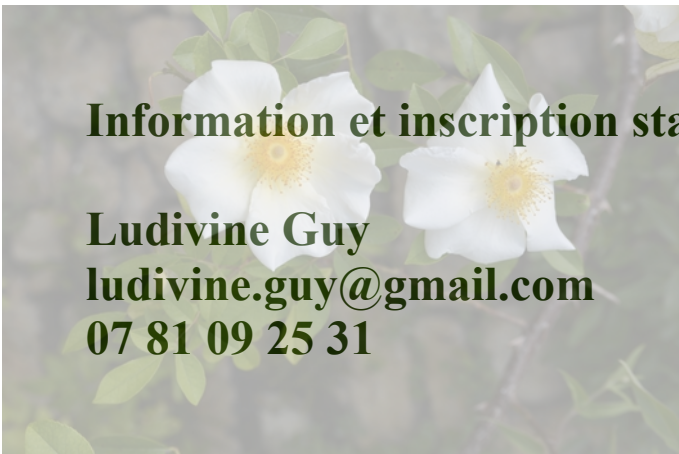 Information et inscription sta
Ludivine Guy
ludivine.guy@gmail.com
07 81 09 25 31